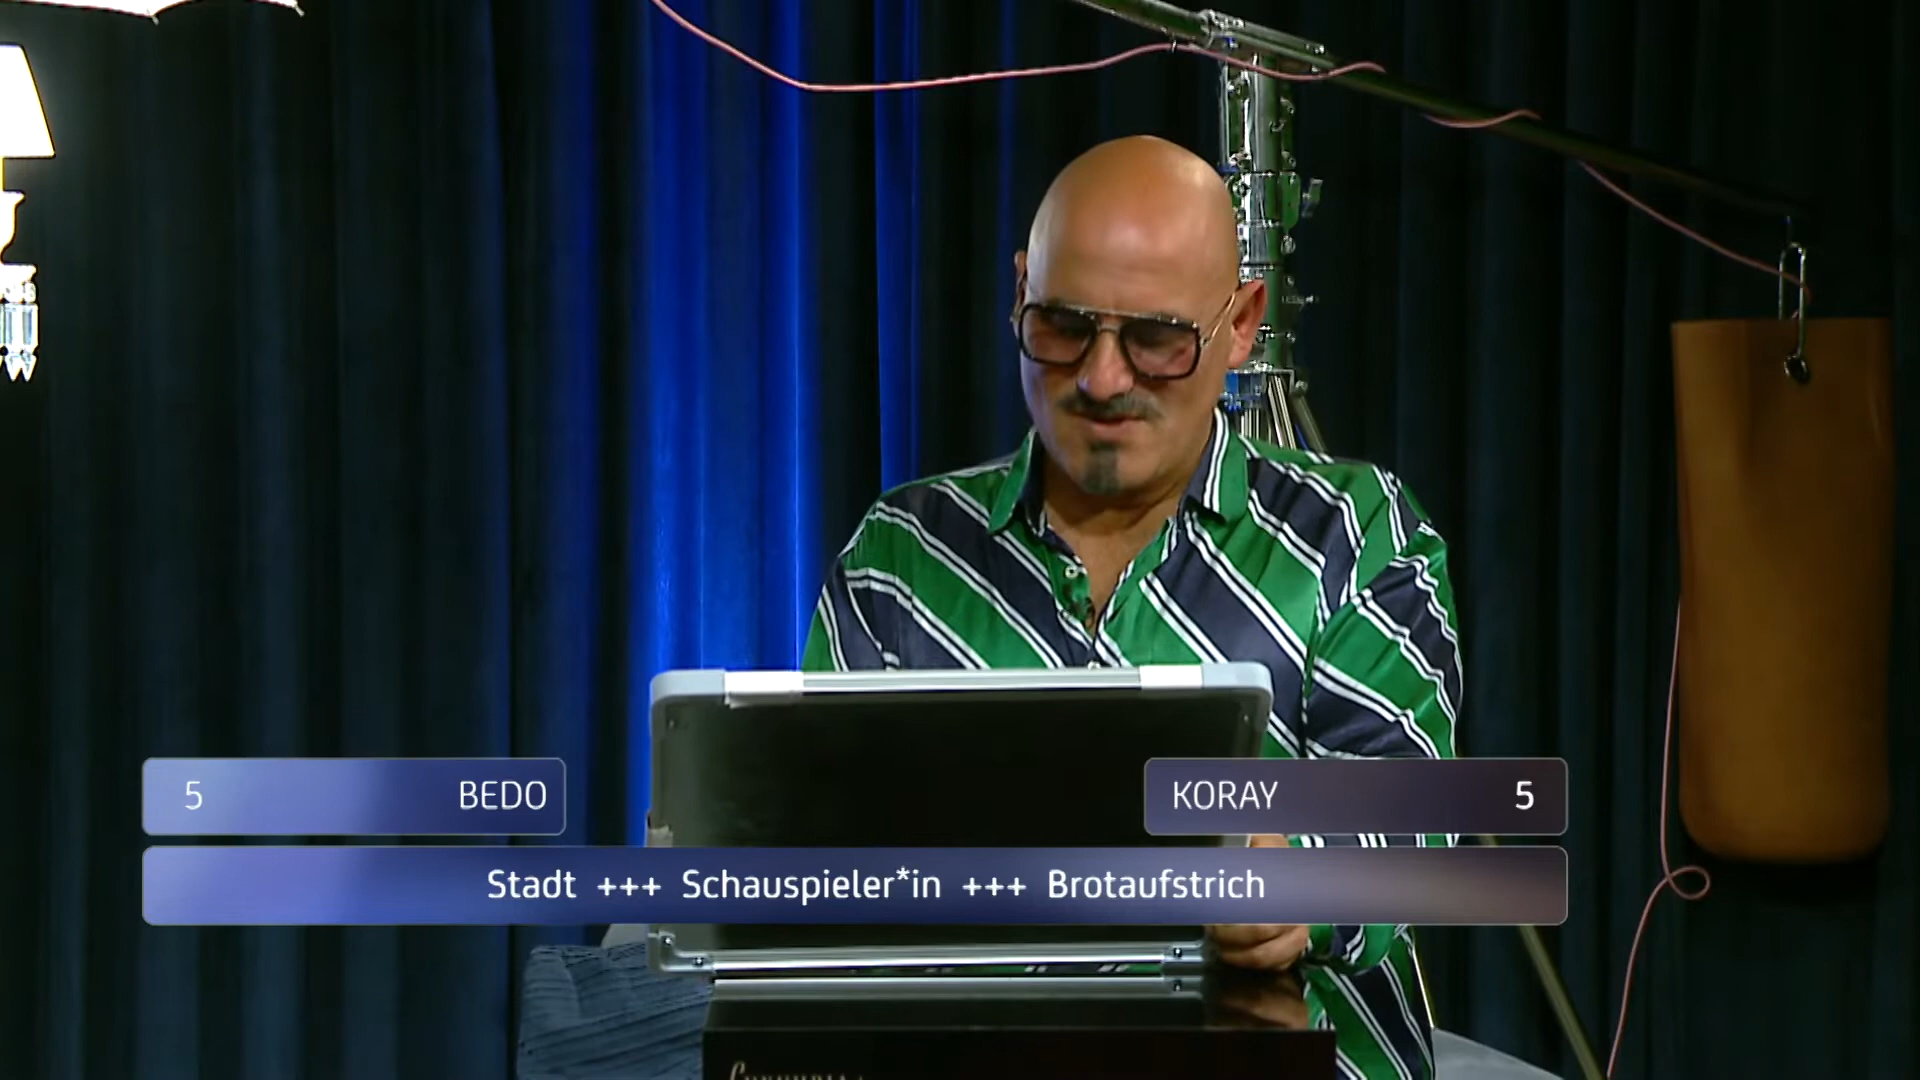 5 BEDO
KORAY 5
Stadt +++ Schauspieler*in +++ Brotaufstrich